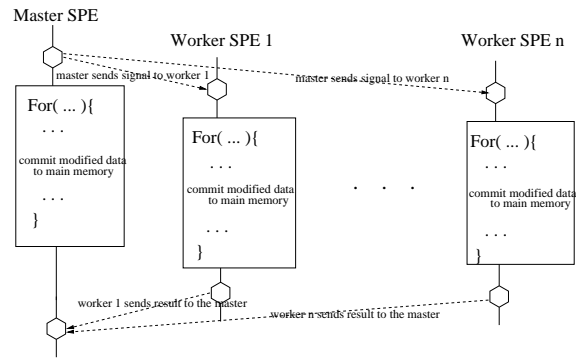 Master SPE
Worker SPE 1
Worker SPE n
master sends signal to worker 1
master sends signal to worker n
For( ... ){
. . .
commit modified data
to main memory
. . .
}
For( ... ){
. . .
commit modified data
to main memory
. . .
}
. . .
For( ... ){
. . .
commit modified data
to main memory
. . .
}
worker 1 sends result to the master
worker n sends result to the master